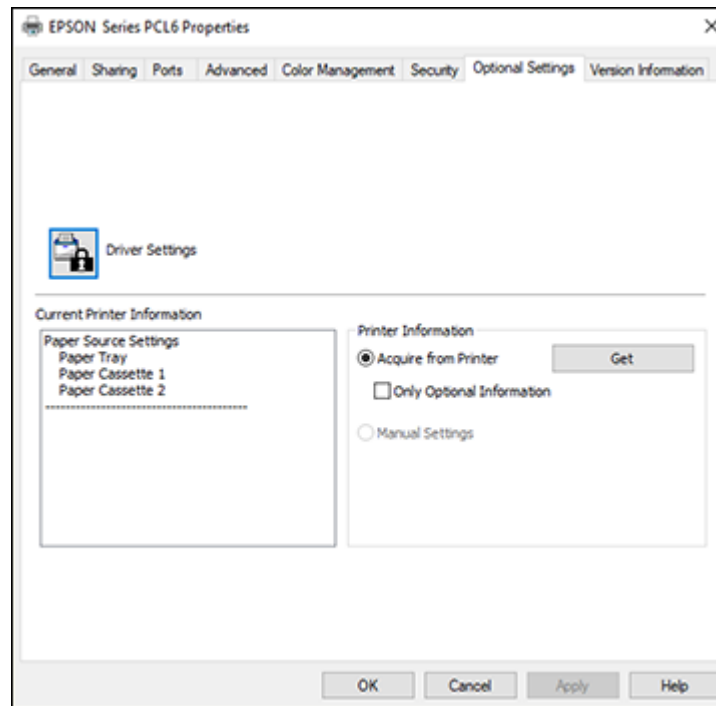 EPSON Series PCL6 Properties
General Sharing Ports Advanced Color Management Security Optional Settings Version Information
Driver Settings
Current Printer Information
Paper Source Settings
Paper Tray
Paper Cassette 1
Paper Cassette 2
----------------------------------------
Printer Information
Acquire from Printer Get
Only Optional Information
Manual Settings
OK Cancel Apply Help